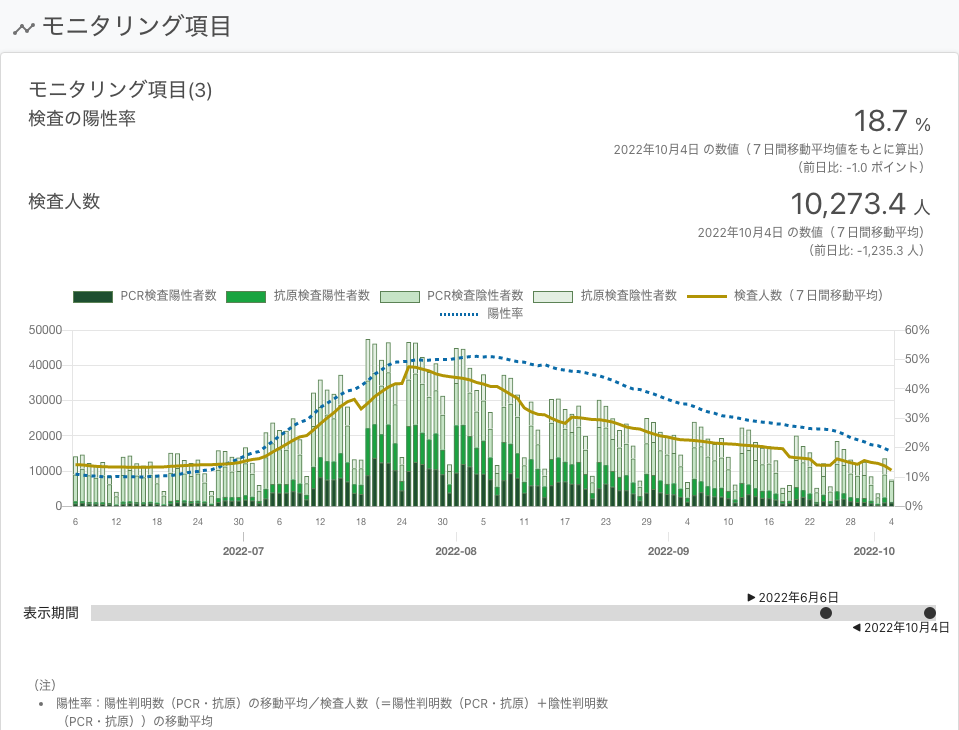 モニタリング項目
モニタリング項目(3)
検査の陽性率
18.7 %
2022年10月4日 の数値（７日間移動平均値をもとに算出）
（前日比: -1.0 ポイント）
検査人数
10,273.4 人
2022年10月4日 の数値（７日間移動平均）
（前日比: -1,235.3 人）
PCR検査陽性者数 抗原検査陽性者数 PCR検査陰性者数 抗原検査陰性者数 検査人数（７日間移動平均）
陽性率
50000 60%
50%
40000
40%
30000
30%
20000
20%
10000
10%
0 0%
6 12 18 24 30 6 12 18 24 30 5 11 17 23 29 4 10 16 22 28 4
2022-07 2022-08 2022-09 2022-10
▶ 2022年6月6日
表示期間
◀ 2022年10月4日
（注）
• 陽性率：陽性判明数（PCR・抗原）の移動平均／検査人数（＝陽性判明数（PCR・抗原）＋陰性判明数
（PCR・抗原））の移動平均